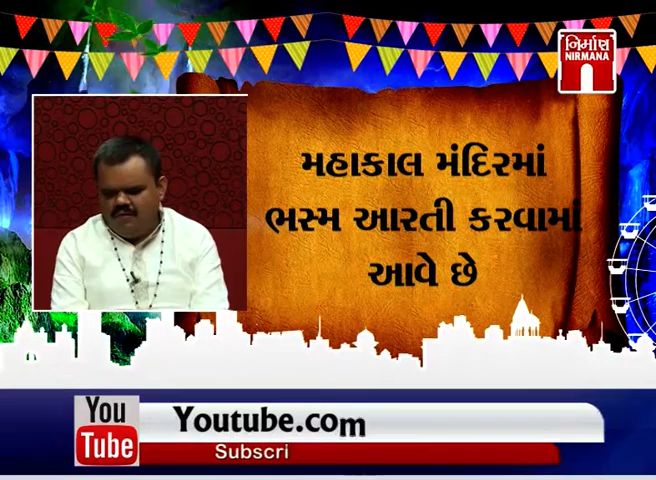 નિર્માણ
NIRMANA
મહાકાલ મંદિરમાં
ભસ્મ આરતી કરવામાં
આવે છે
You
Tube
Youtube.com
Subscri